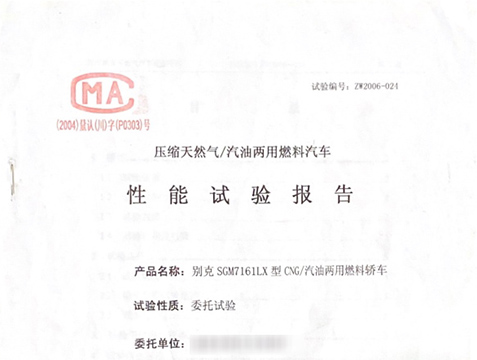 MA
试验编号：ZW2006-024
(2004)量认(川)字(P0303)号
压缩天然气/汽油两用燃料汽车
性能试验报告
产品名称：别克 SGM7161LX 型 CNG/汽油两用燃料轿车
试验性质：委托试验
委托单位：